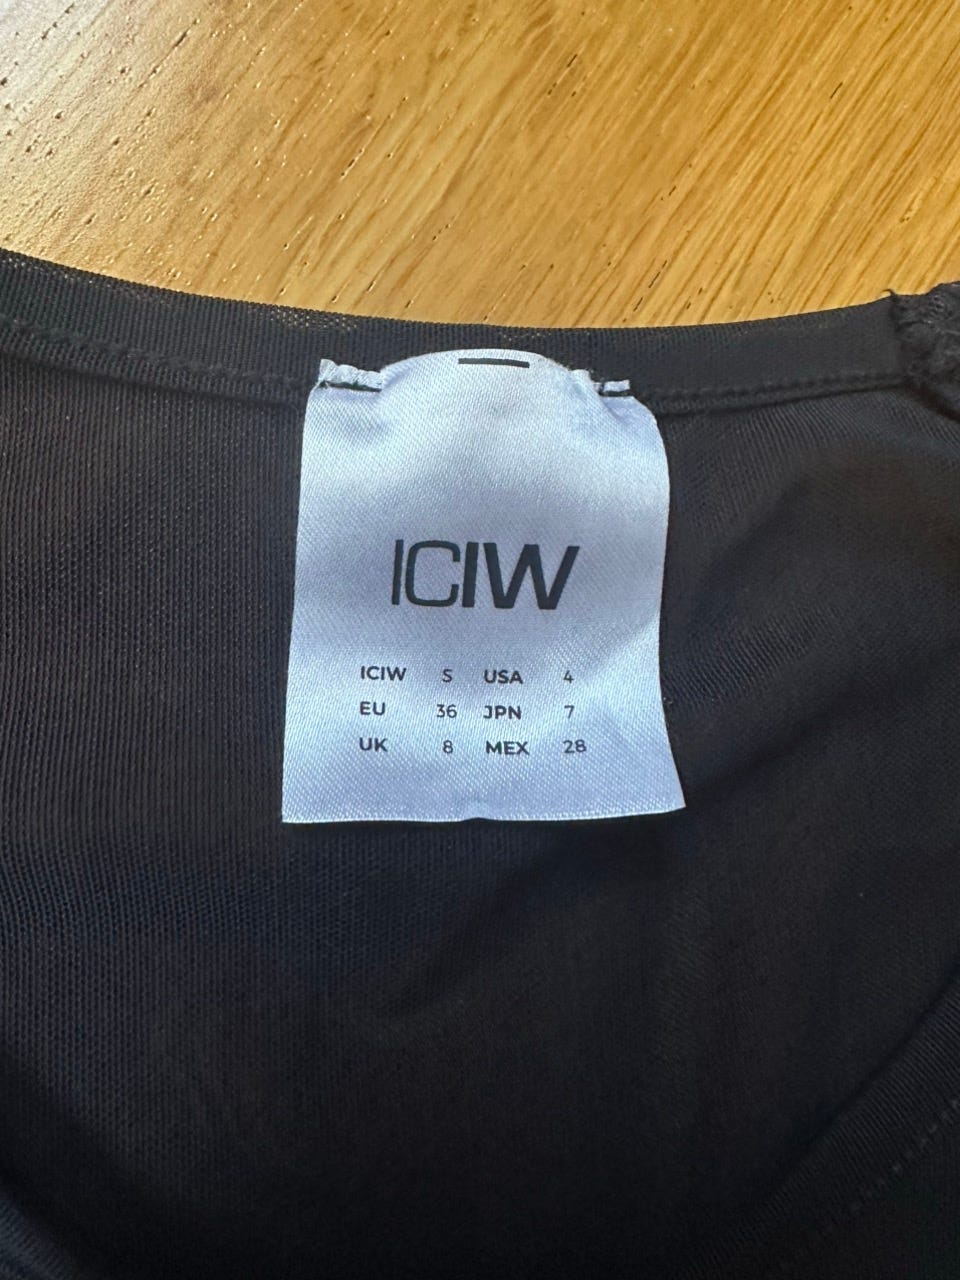 ICIW
ICIW S USA 4
EU 36 JPN 7
UK 8 MEX 28